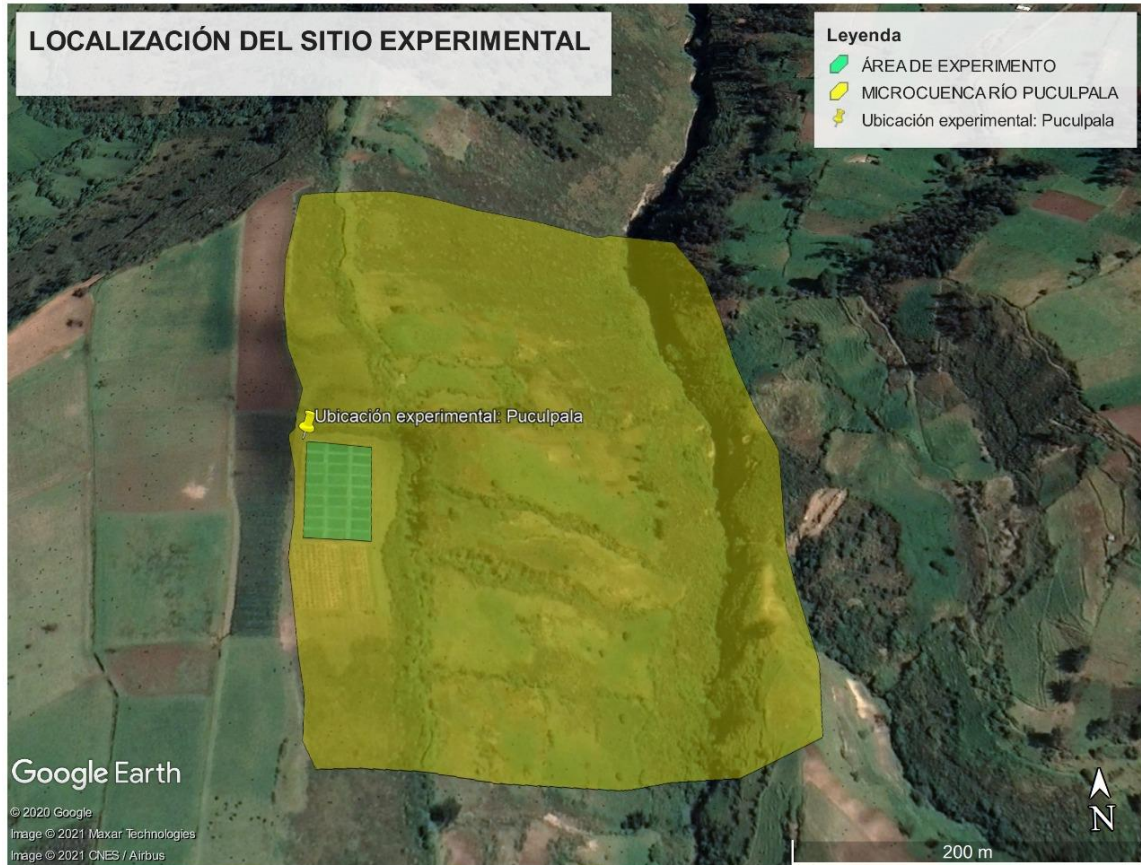 LOCALIZACIÓN DEL SITIO EXPERIMENTAL
Leyenda
ÁREA DE EXPERIMENTO
MICROCUENCA RÍO PUCULPALA
Ubicación experimental: Puculpala
Ubicación experimental: Puculpala
Google Earth
© 2020 Google
Image © 2021 Maxar Technologies
Image © 2021 CNES / Airbus
N
200 m